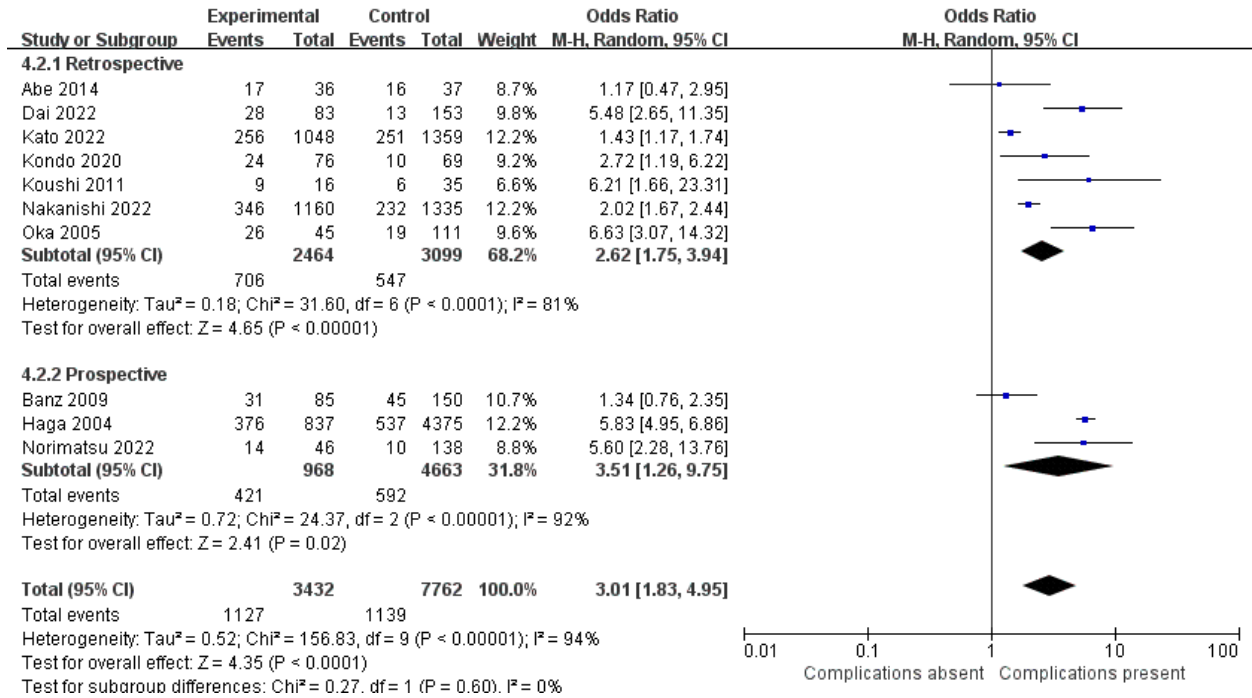 Experimental Control Odds Ratio Odds Ratio
Study or Subgroup Events Total Events Total Weight M-H, Random, 95% CI M-H, Random, 95% CI
4.2.1 Retrospective
Abe 2014 17 36 16 37 8.7% 1.17 [0.47, 2.95]
Dai 2022 28 83 13 153 9.8% 5.48 [2.65, 11.35]
Kato 2022 256 1048 251 1359 12.2% 1.43 [1.17, 1.74]
Kondo 2020 24 76 10 69 9.2% 2.72 [1.19, 6.22]
Koushi 2011 9 16 6 35 6.6% 6.21 [1.66, 23.31]
Nakanishi 2022 346 1160 232 1335 12.2% 2.02 [1.67, 2.44]
Oka 2005 26 45 19 111 9.6% 6.63 [3.07, 14.32]
Subtotal (95% CI) 2464 3099 68.2% 2.62 [1.75, 3.94]
Total events 706 547
Heterogeneity: Tau² = 0.18; Chi² = 31.60, df = 6 (P < 0.0001); I² = 81%
Test for overall effect: Z = 4.65 (P < 0.00001)
4.2.2 Prospective
Banz 2009 31 85 45 150 10.7% 1.34 [0.76, 2.35]
Haga 2004 376 837 537 4375 12.2% 5.83 [4.95, 6.86]
Norimatsu 2022 14 46 10 138 8.8% 5.60 [2.28, 13.76]
Subtotal (95% CI) 968 4663 31.8% 3.51 [1.26, 9.75]
Total events 421 592
Heterogeneity: Tau² = 0.72; Chi² = 24.37, df = 2 (P < 0.00001); I² = 92%
Test for overall effect: Z = 2.41 (P = 0.02)
Total (95% CI) 3432 7762 100.0% 3.01 [1.83, 4.95]
Total events 1127 1139
Heterogeneity: Tau² = 0.52; Chi² = 156.83, df = 9 (P < 0.00001); I² = 94%
Test for overall effect: Z = 4.35 (P < 0.0001)
Test for subgroup differences: Chi² = 0.27, df = 1 (P = 0.60), I² = 0%
0.01 0.1 1 10 100
Complications absent Complications present